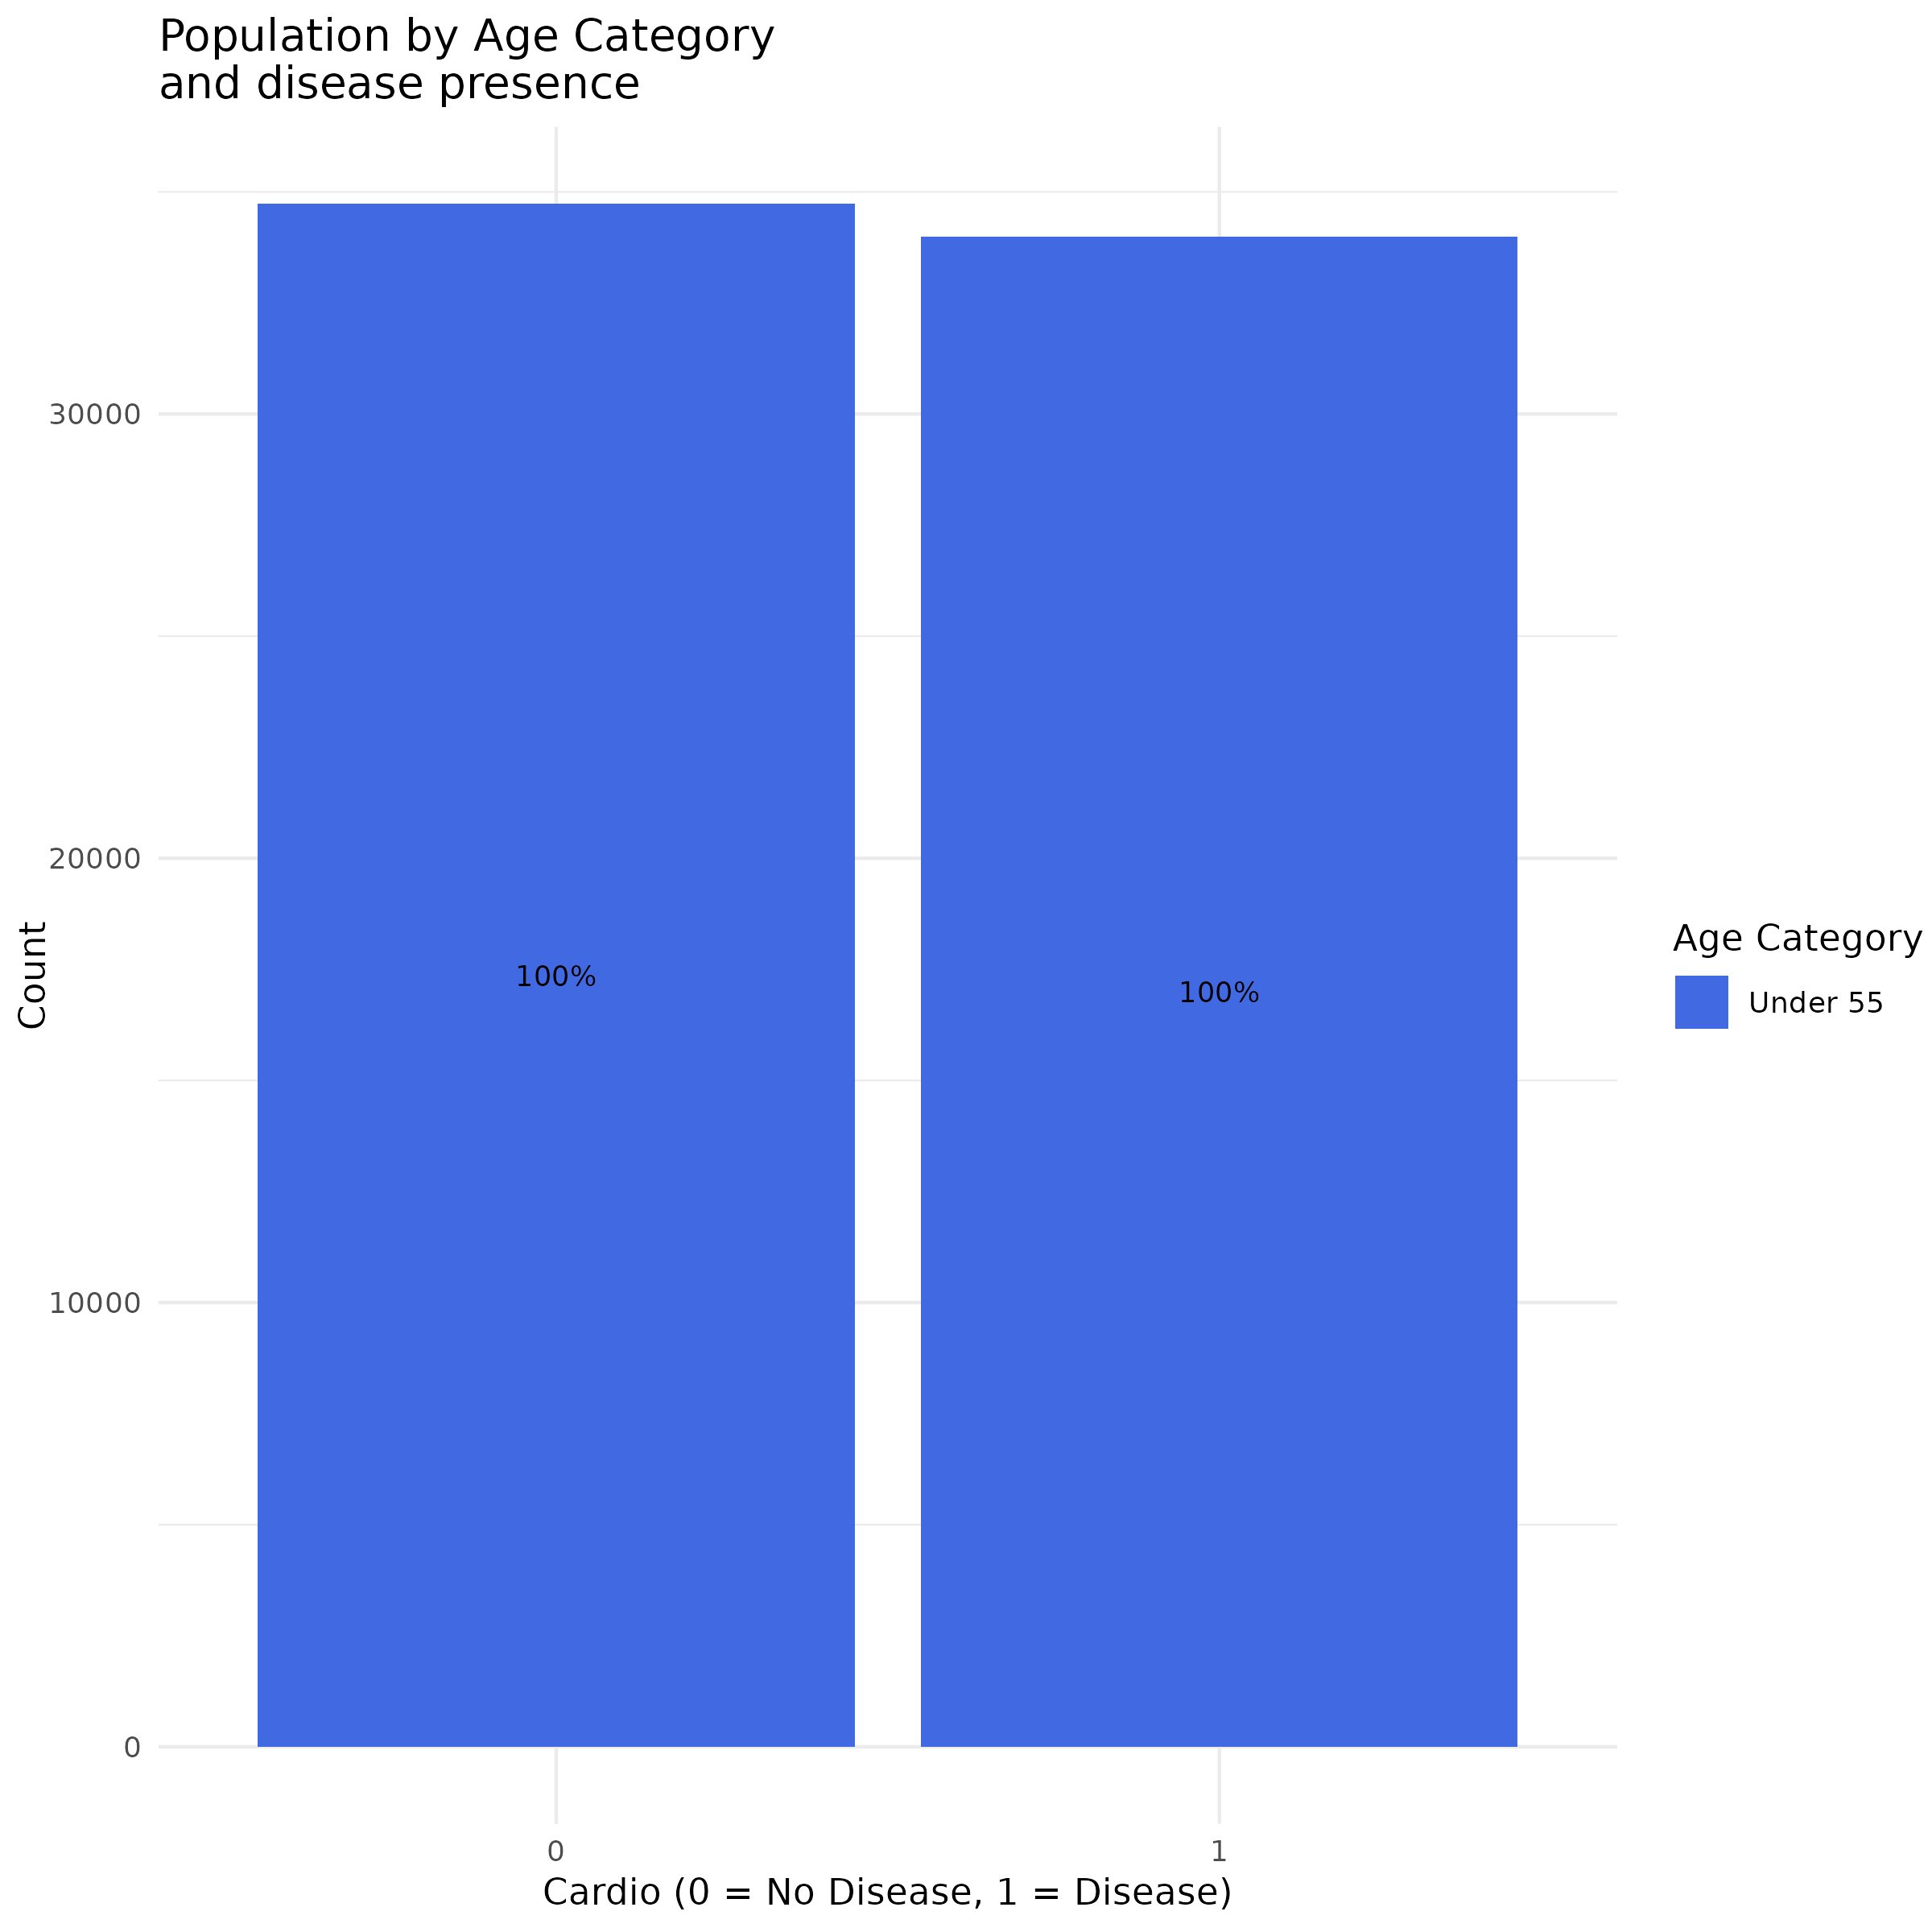 Population by Age Category
and disease presence
30000
20000
10000
0
Count
100%
100%
0
1
Cardio (0 = No Disease, 1 = Disease)
Age Category
Under 55